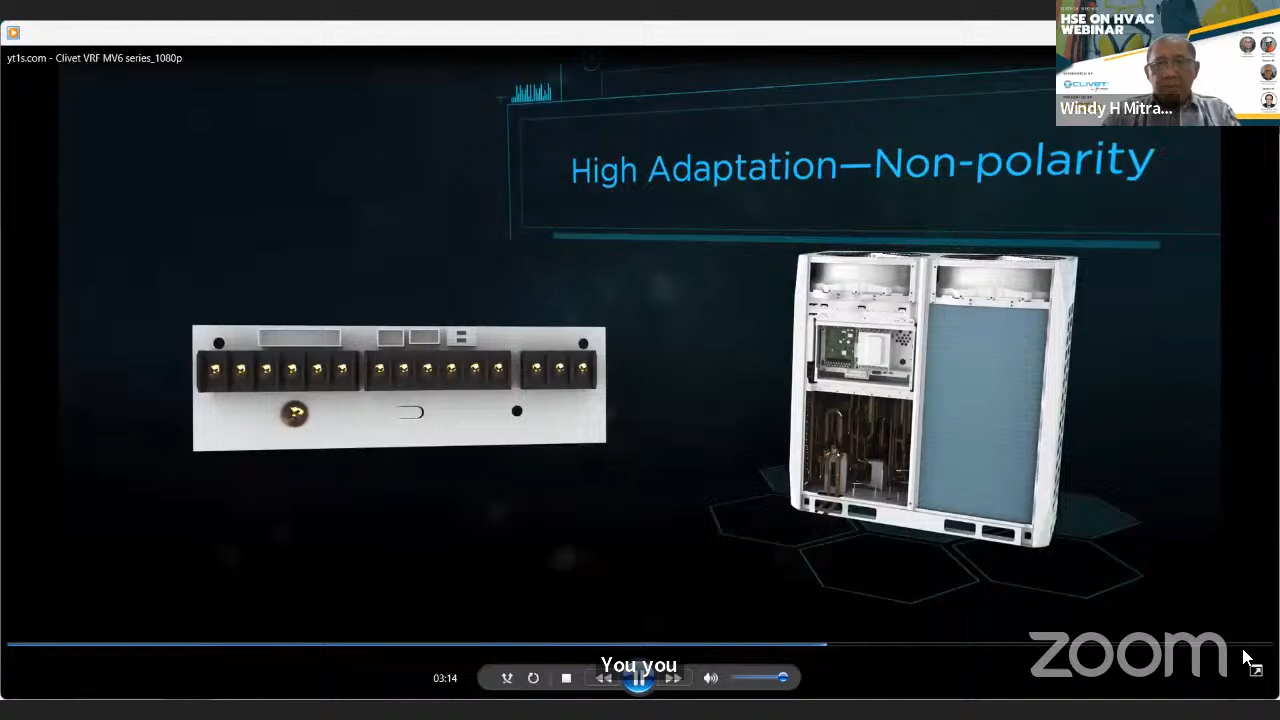 yt1s.com - Clivet VRF MV6 series_1080p
HSE ON HVAC
WEBINAR
CLIVET
Windy H Mitra...
High Adaptation—Non-polarity
zoom
You you
03:14